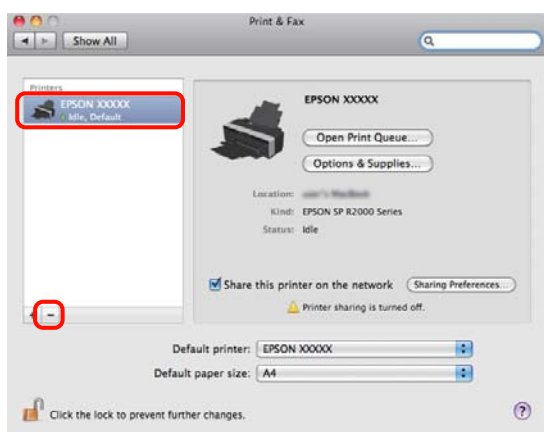 Print & Fax
Show All
Printers
EPSON XXXXX
Idle, Default
EPSON XXXXX
Open Print Queue...
Options & Supplies...
Location:
Kind: EPSON SP R2000 Series
Status: Idle
Share this printer on the network
Sharing Preferences...
Printer sharing is turned off.
+ −
Default printer: EPSON XXXXX
Default paper size: A4
Click the lock to prevent further changes.
?